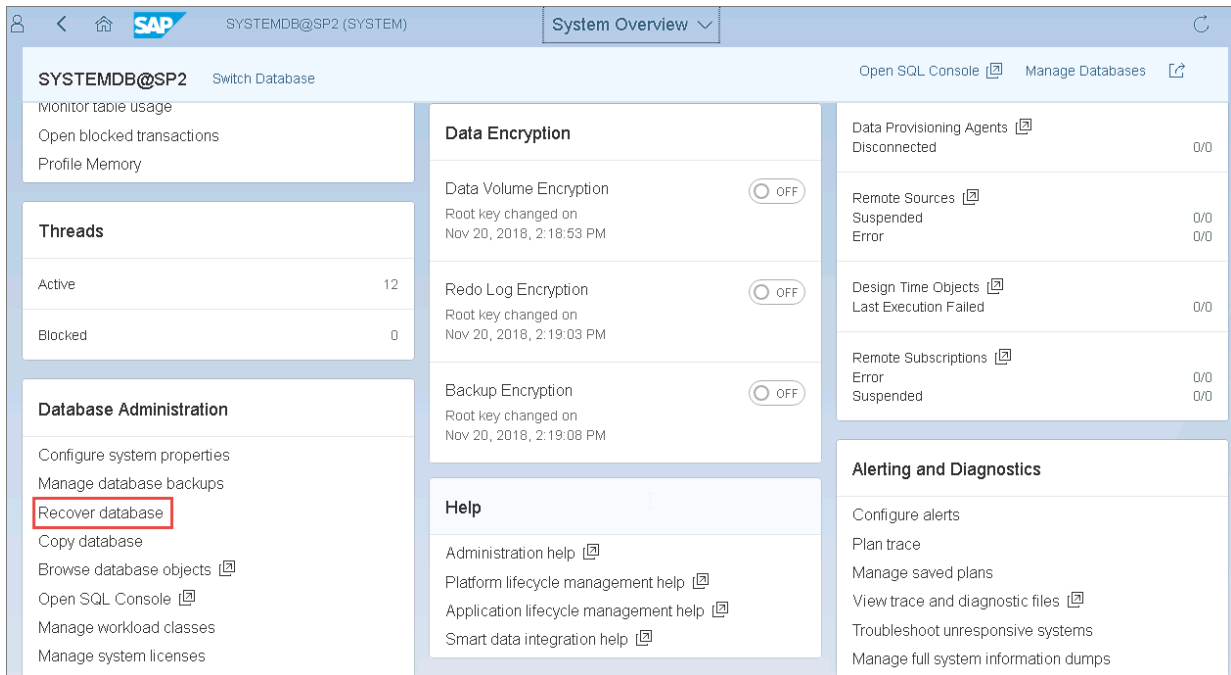 SAP
SYSTEMDB@SP2 (SYSTEM)
System Overview
SYSTEMDB@SP2
Switch Database
Open SQL Console
Manage Databases
Monitor table usage
Open blocked transactions
Profile Memory
Threads
Active 12
Blocked 0
Database Administration
Configure system properties
Manage database backups
Recover database
Copy database
Browse database objects
Open SQL Console
Manage workload classes
Manage system licenses
Data Encryption
Data Volume Encryption
OFF
Root key changed on
Nov 20, 2018, 2:18:53 PM
Redo Log Encryption
OFF
Root key changed on
Nov 20, 2018, 2:19:03 PM
Backup Encryption
OFF
Root key changed on
Nov 20, 2018, 2:19:08 PM
Help
Administration help
Platform lifecycle management help
Application lifecycle management help
Smart data integration help
Data Provisioning Agents
Disconnected 0/0
Remote Sources
Suspended 0/0
Error 0/0
Design Time Objects
Last Execution Failed 0/0
Remote Subscriptions
Error 0/0
Suspended 0/0
Alerting and Diagnostics
Configure alerts
Plan trace
Manage saved plans
View trace and diagnostic files
Troubleshoot unresponsive systems
Manage full system information dumps